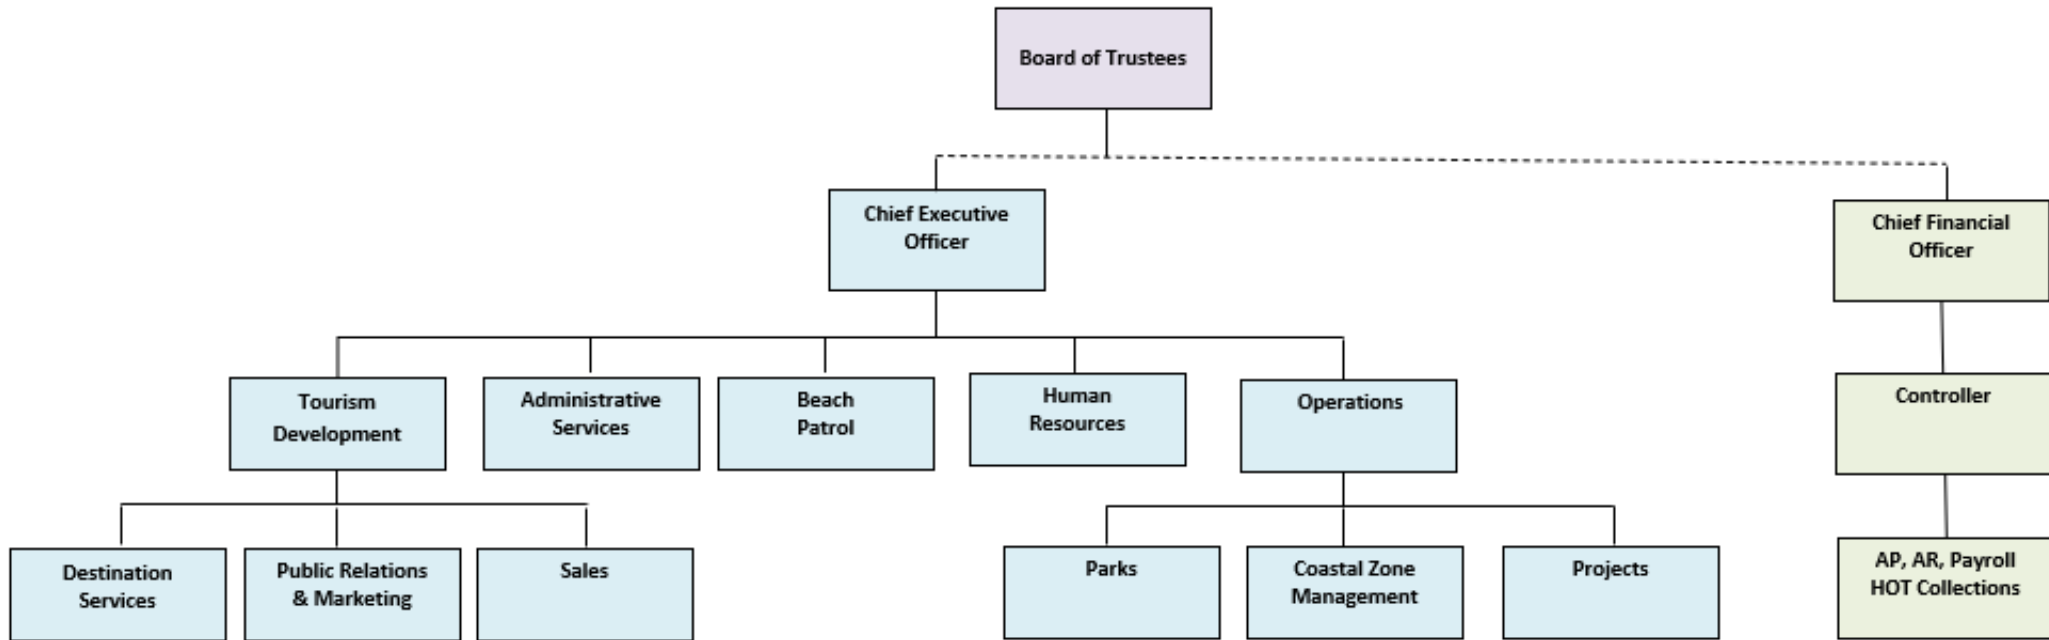 Board of Trustees
Chief Executive
Officer
Chief Financial
Officer
Tourism
Development
Administrative
Services
Beach
Patrol
Human
Resources
Operations
Controller
Destination
Services
Public Relations
& Marketing
Sales
Parks
Coastal Zone
Management
Projects
AP, AR, Payroll
HOT Collections